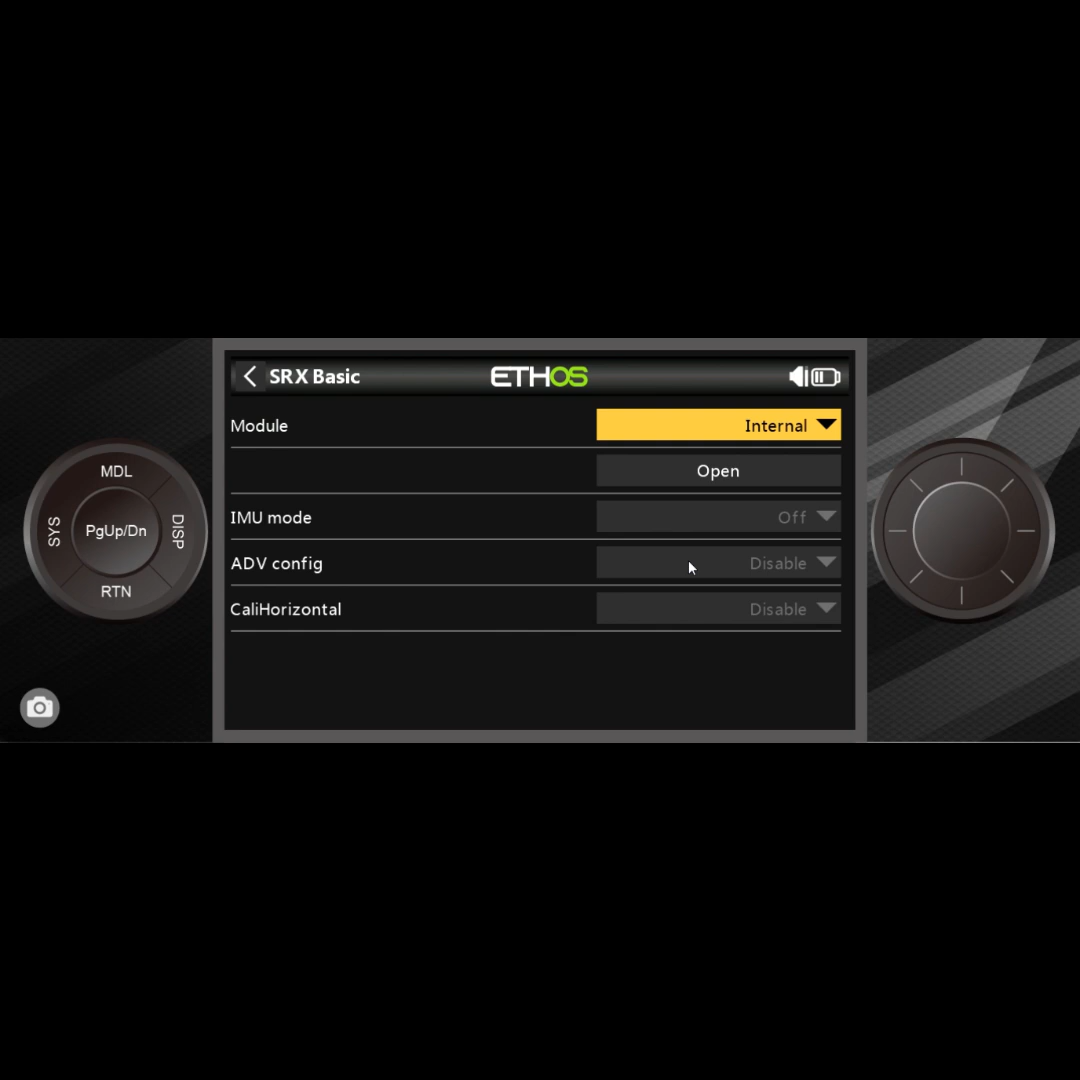 SRX Basic
ETHOS
Module
Internal
Open
IMU mode
Off
ADV config
Disable
CaliHorizontal
Disable
MDL
SYS
PgUp/Dn
DISP
RTN